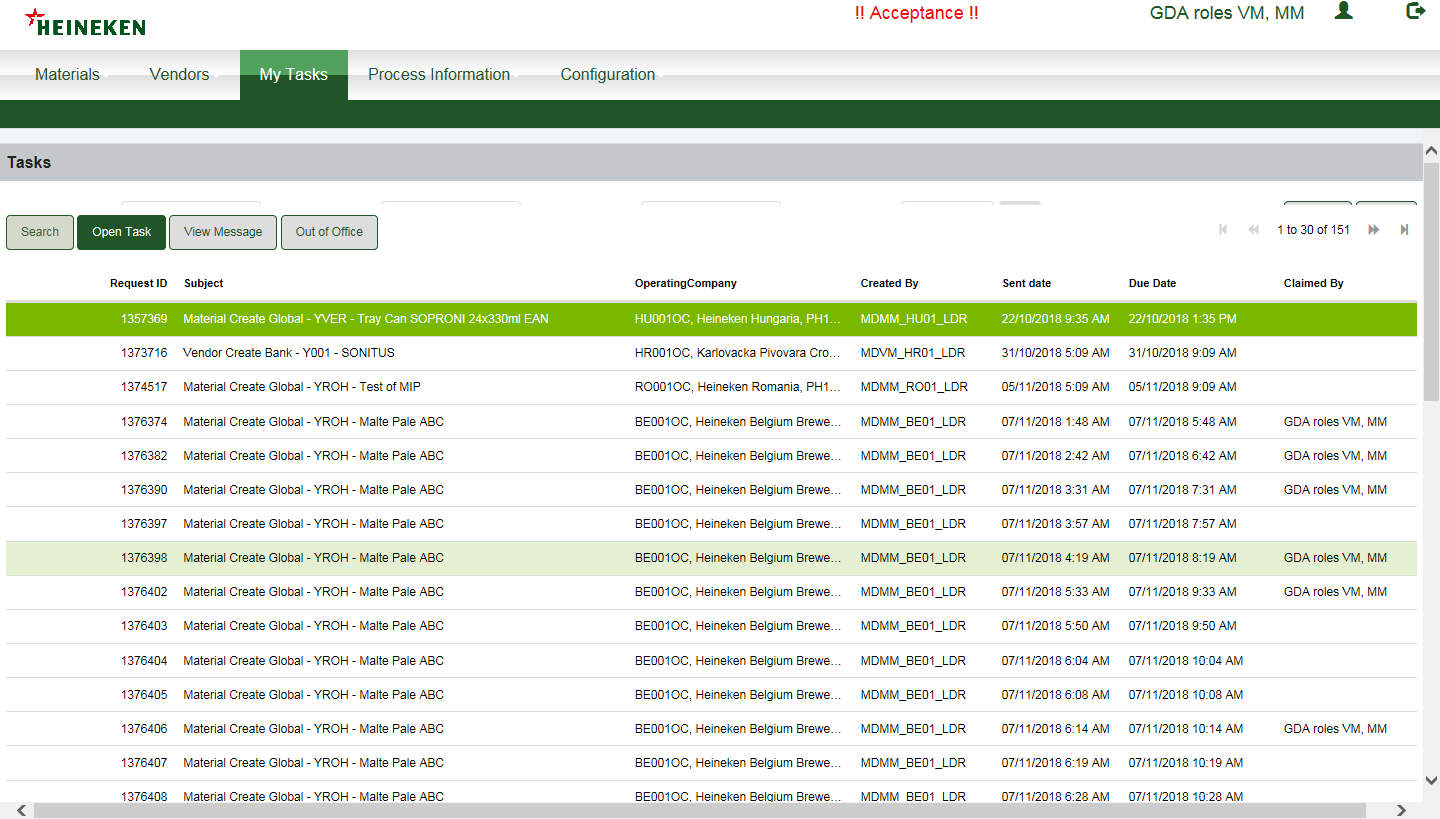 HEINEKEN !! Acceptance !! GDA roles VM, MM
Materials Vendors My Tasks Process Information Configuration
Tasks
Search Open Task View Message Out of Office 1 to 30 of 151
Request ID Subject OperatingCompany Created By Sent date Due Date Claimed By
1357369 Material Create Global - YVER - Tray Can SOPRONI 24x330ml EAN HU001OC, Heineken Hungaria, PH1... MDMM_HU01_LDR 22/10/2018 9:35 AM 22/10/2018 1:35 PM
1373716 Vendor Create Bank - Y001 - SONITUS HR001OC, Karlovacka Pivovara Cro... MDVM_HR01_LDR 31/10/2018 5:09 AM 31/10/2018 9:09 AM
1374517 Material Create Global - YROH - Test of MIP RO001OC, Heineken Romania, PH1... MDMM_RO01_LDR 05/11/2018 5:09 AM 05/11/2018 9:09 AM
1376374 Material Create Global - YROH - Malte Pale ABC BE001OC, Heineken Belgium Brewe... MDMM_BE01_LDR 07/11/2018 1:48 AM 07/11/2018 5:48 AM GDA roles VM, MM
1376382 Material Create Global - YROH - Malte Pale ABC BE001OC, Heineken Belgium Brewe... MDMM_BE01_LDR 07/11/2018 2:42 AM 07/11/2018 6:42 AM GDA roles VM, MM
1376390 Material Create Global - YROH - Malte Pale ABC BE001OC, Heineken Belgium Brewe... MDMM_BE01_LDR 07/11/2018 3:31 AM 07/11/2018 7:31 AM GDA roles VM, MM
1376397 Material Create Global - YROH - Malte Pale ABC BE001OC, Heineken Belgium Brewe... MDMM_BE01_LDR 07/11/2018 3:57 AM 07/11/2018 7:57 AM
1376398 Material Create Global - YROH - Malte Pale ABC BE001OC, Heineken Belgium Brewe... MDMM_BE01_LDR 07/11/2018 4:19 AM 07/11/2018 8:19 AM GDA roles VM, MM
1376402 Material Create Global - YROH - Malte Pale ABC BE001OC, Heineken Belgium Brewe... MDMM_BE01_LDR 07/11/2018 5:33 AM 07/11/2018 9:33 AM GDA roles VM, MM
1376403 Material Create Global - YROH - Malte Pale ABC BE001OC, Heineken Belgium Brewe... MDMM_BE01_LDR 07/11/2018 5:50 AM 07/11/2018 9:50 AM
1376404 Material Create Global - YROH - Malte Pale ABC BE001OC, Heineken Belgium Brewe... MDMM_BE01_LDR 07/11/2018 6:04 AM 07/11/2018 10:04 AM
1376405 Material Create Global - YROH - Malte Pale ABC BE001OC, Heineken Belgium Brewe... MDMM_BE01_LDR 07/11/2018 6:08 AM 07/11/2018 10:08 AM
1376406 Material Create Global - YROH - Malte Pale ABC BE001OC, Heineken Belgium Brewe... MDMM_BE01_LDR 07/11/2018 6:14 AM 07/11/2018 10:14 AM GDA roles VM, MM
1376407 Material Create Global - YROH - Malte Pale ABC BE001OC, Heineken Belgium Brewe... MDMM_BE01_LDR 07/11/2018 6:19 AM 07/11/2018 10:19 AM
1376408 Material Create Global - YROH - Malte Pale ABC BE001OC, Heineken Belgium Brewe... MDMM_BE01_LDR 07/11/2018 6:28 AM 07/11/2018 10:28 AM